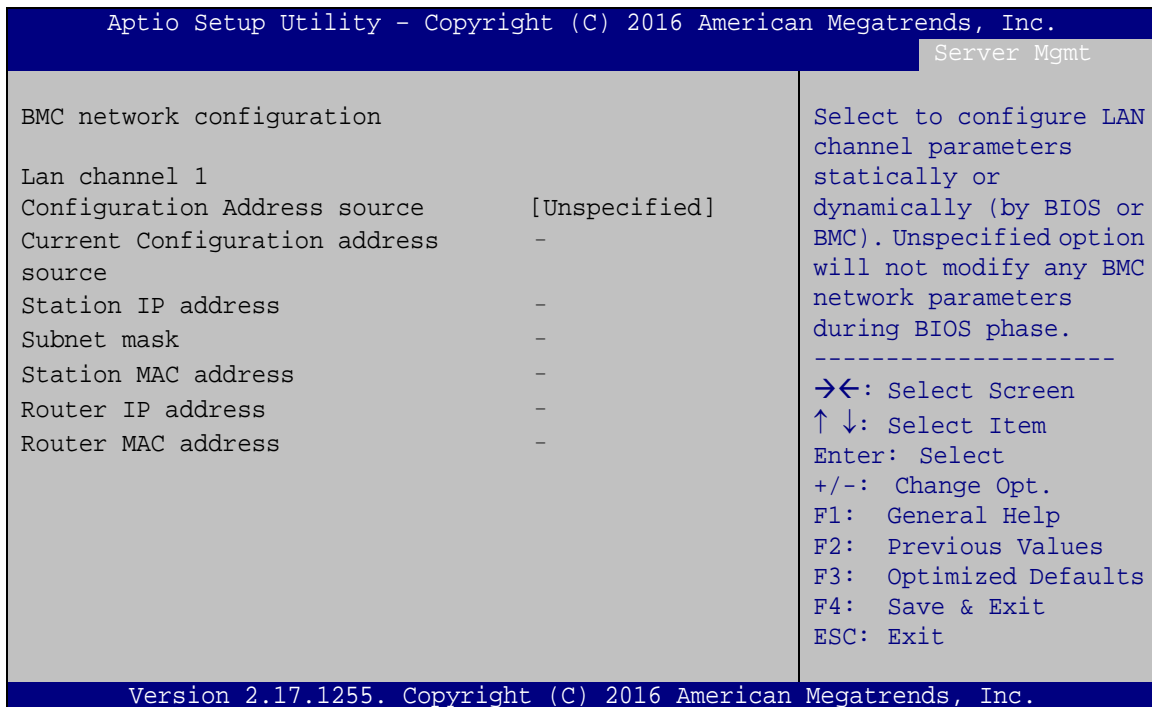 Aptio Setup Utility – Copyright (C) 2016 American Megatrends, Inc.
Server Mgmt
BMC network configuration
Lan channel 1
Configuration Address source [Unspecified]
Current Configuration address -
source
Station IP address -
Subnet mask -
Station MAC address -
Router IP address -
Router MAC address -
Select to configure LAN
channel parameters
statically or
dynamically (by BIOS or
BMC). Unspecified option
will not modify any BMC
network parameters
during BIOS phase.
---------------------
→←: Select Screen
↑ ↓: Select Item
Enter: Select
+/-: Change Opt.
F1: General Help
F2: Previous Values
F3: Optimized Defaults
F4: Save & Exit
ESC: Exit
Version 2.17.1255. Copyright (C) 2016 American Megatrends, Inc.